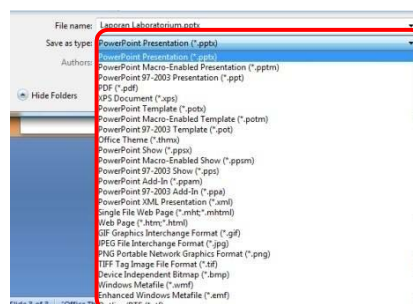 File name: Laporan Laboratorium.pptx
Save as type: PowerPoint Presentation (*.pptx)
Authors:
PowerPoint Presentation (*.pptx)
PowerPoint Macro-Enabled Presentation (*.pptm)
PowerPoint 97-2003 Presentation (*.ppt)
PDF (*.pdf)
Hide Folders
XPS Document (*.xps)
PowerPoint Template (*.potx)
PowerPoint Macro-Enabled Template (*.potm)
PowerPoint 97-2003 Template (*.pot)
Office Theme (*.thmx)
PowerPoint Show (*.ppsx)
PowerPoint Macro-Enabled Show (*.ppsm)
PowerPoint 97-2003 Show (*.pps)
PowerPoint Add-In (*.ppam)
PowerPoint 97-2003 Add-In (*.ppa)
PowerPoint XML Presentation (*.xml)
Single File Web Page (*.mht;*.mhtml)
Web Page (*.htm;*.html)
GIF Graphics Interchange Format (*.gif)
JPEG File Interchange Format (*.jpg)
PNG Portable Network Graphics Format (*.png)
TIFF Tag Image File Format (*.tif)
Device Independent Bitmap (*.bmp)
Windows Metafile (*.wmf)
Enhanced Windows Metafile (*.emf)